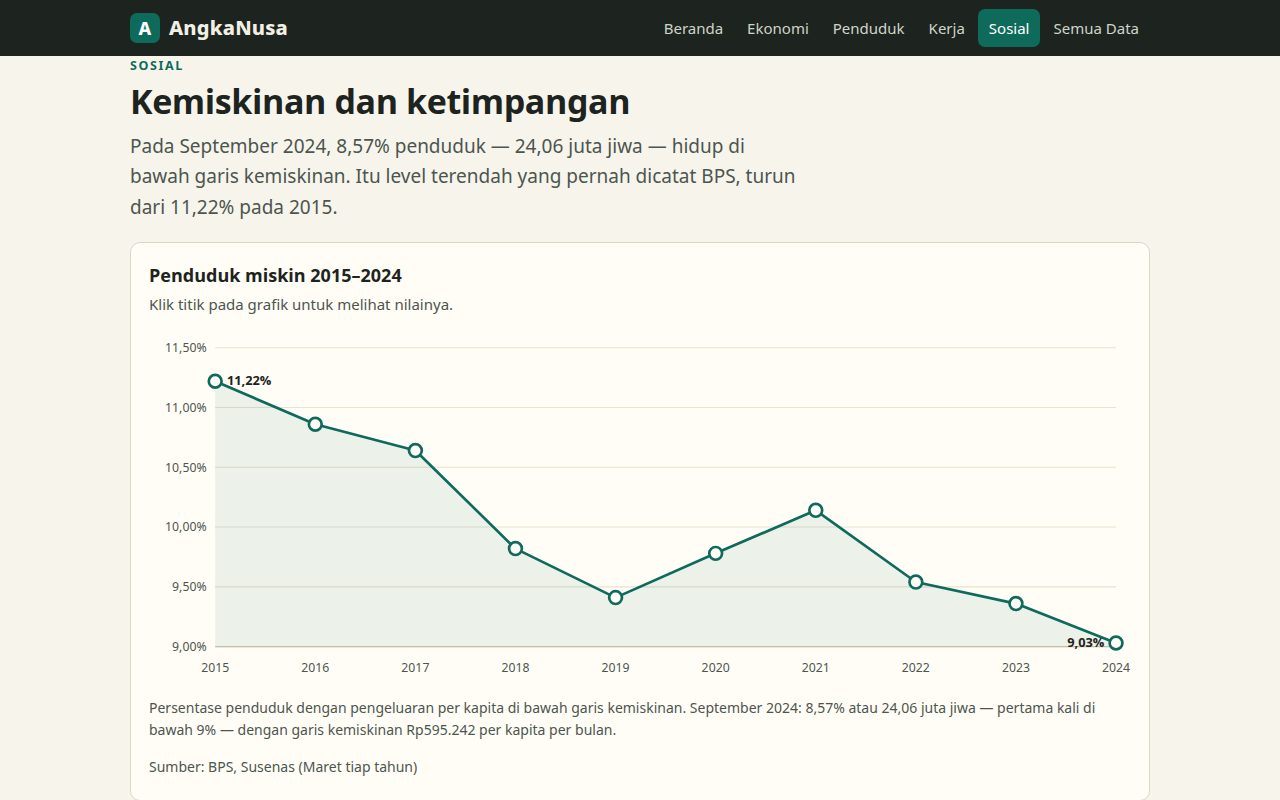 A AngkaNusa
Beranda Ekonomi Penduduk Kerja Sosial Semua Data
SOSIAL
Kemiskinan dan ketimpangan
Pada September 2024, 8,57% penduduk — 24,06 juta jiwa — hidup di
bawah garis kemiskinan. Itu level terendah yang pernah dicatat BPS, turun
dari 11,22% pada 2015.
Penduduk miskin 2015–2024
Klik titik pada grafik untuk melihat nilainya.
11,50%
11,22%
11,00%
10,50%
10,00%
9,50%
9,03%
9,00%
2015 2016 2017 2018 2019 2020 2021 2022 2023 2024
Persentase penduduk dengan pengeluaran per kapita di bawah garis kemiskinan. September 2024: 8,57% atau 24,06 juta jiwa — pertama kali di
bawah 9% — dengan garis kemiskinan Rp595.242 per kapita per bulan.
Sumber: BPS, Susenas (Maret tiap tahun)